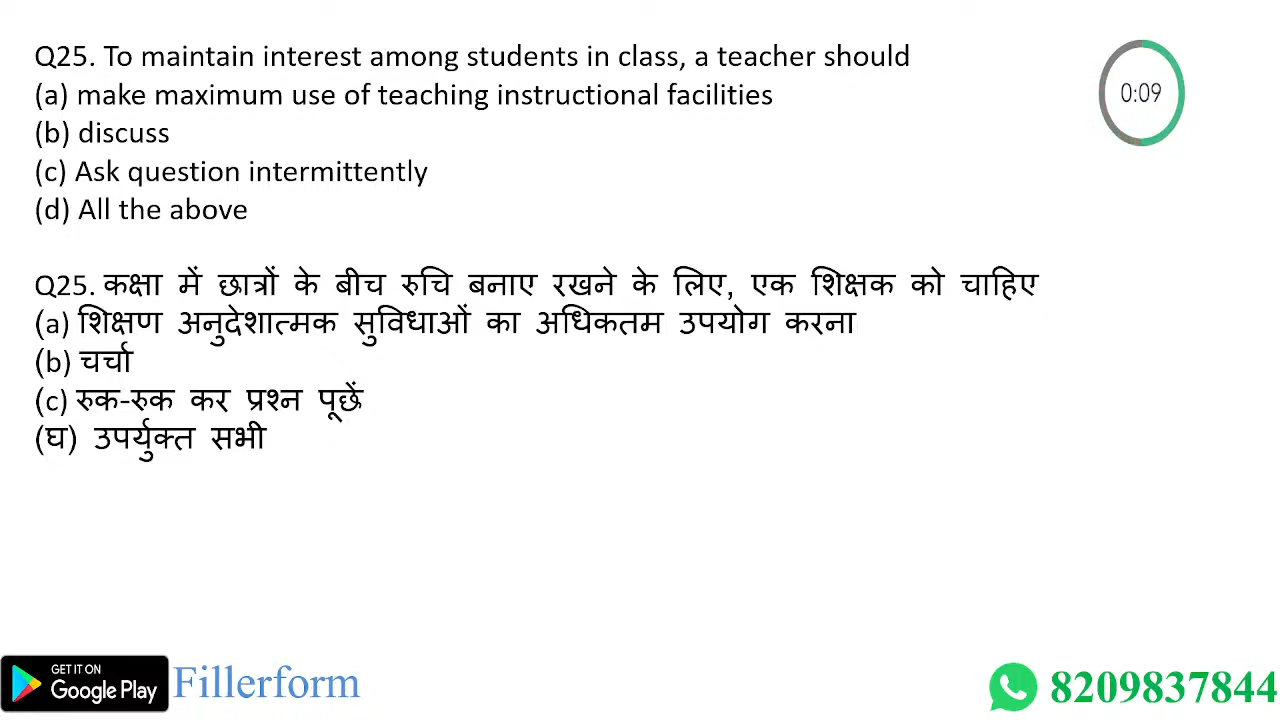 Q25. To maintain interest among students in class, a teacher should
(a) make maximum use of teaching instructional facilities
(b) discuss
(c) Ask question intermittently
(d) All the above
0:09
Q25. कक्षा में छात्रों के बीच रुचि बनाए रखने के लिए, एक शिक्षक को चाहिए
(a) शिक्षण अनुदेशात्मक सुविधाओं का अधिकतम उपयोग करना
(b) चर्चा
(c) रुक-रुक कर प्रश्न पूछें
(घ) उपर्युक्त सभी
GET IT ON
Google Play
Fillerform
8209837844